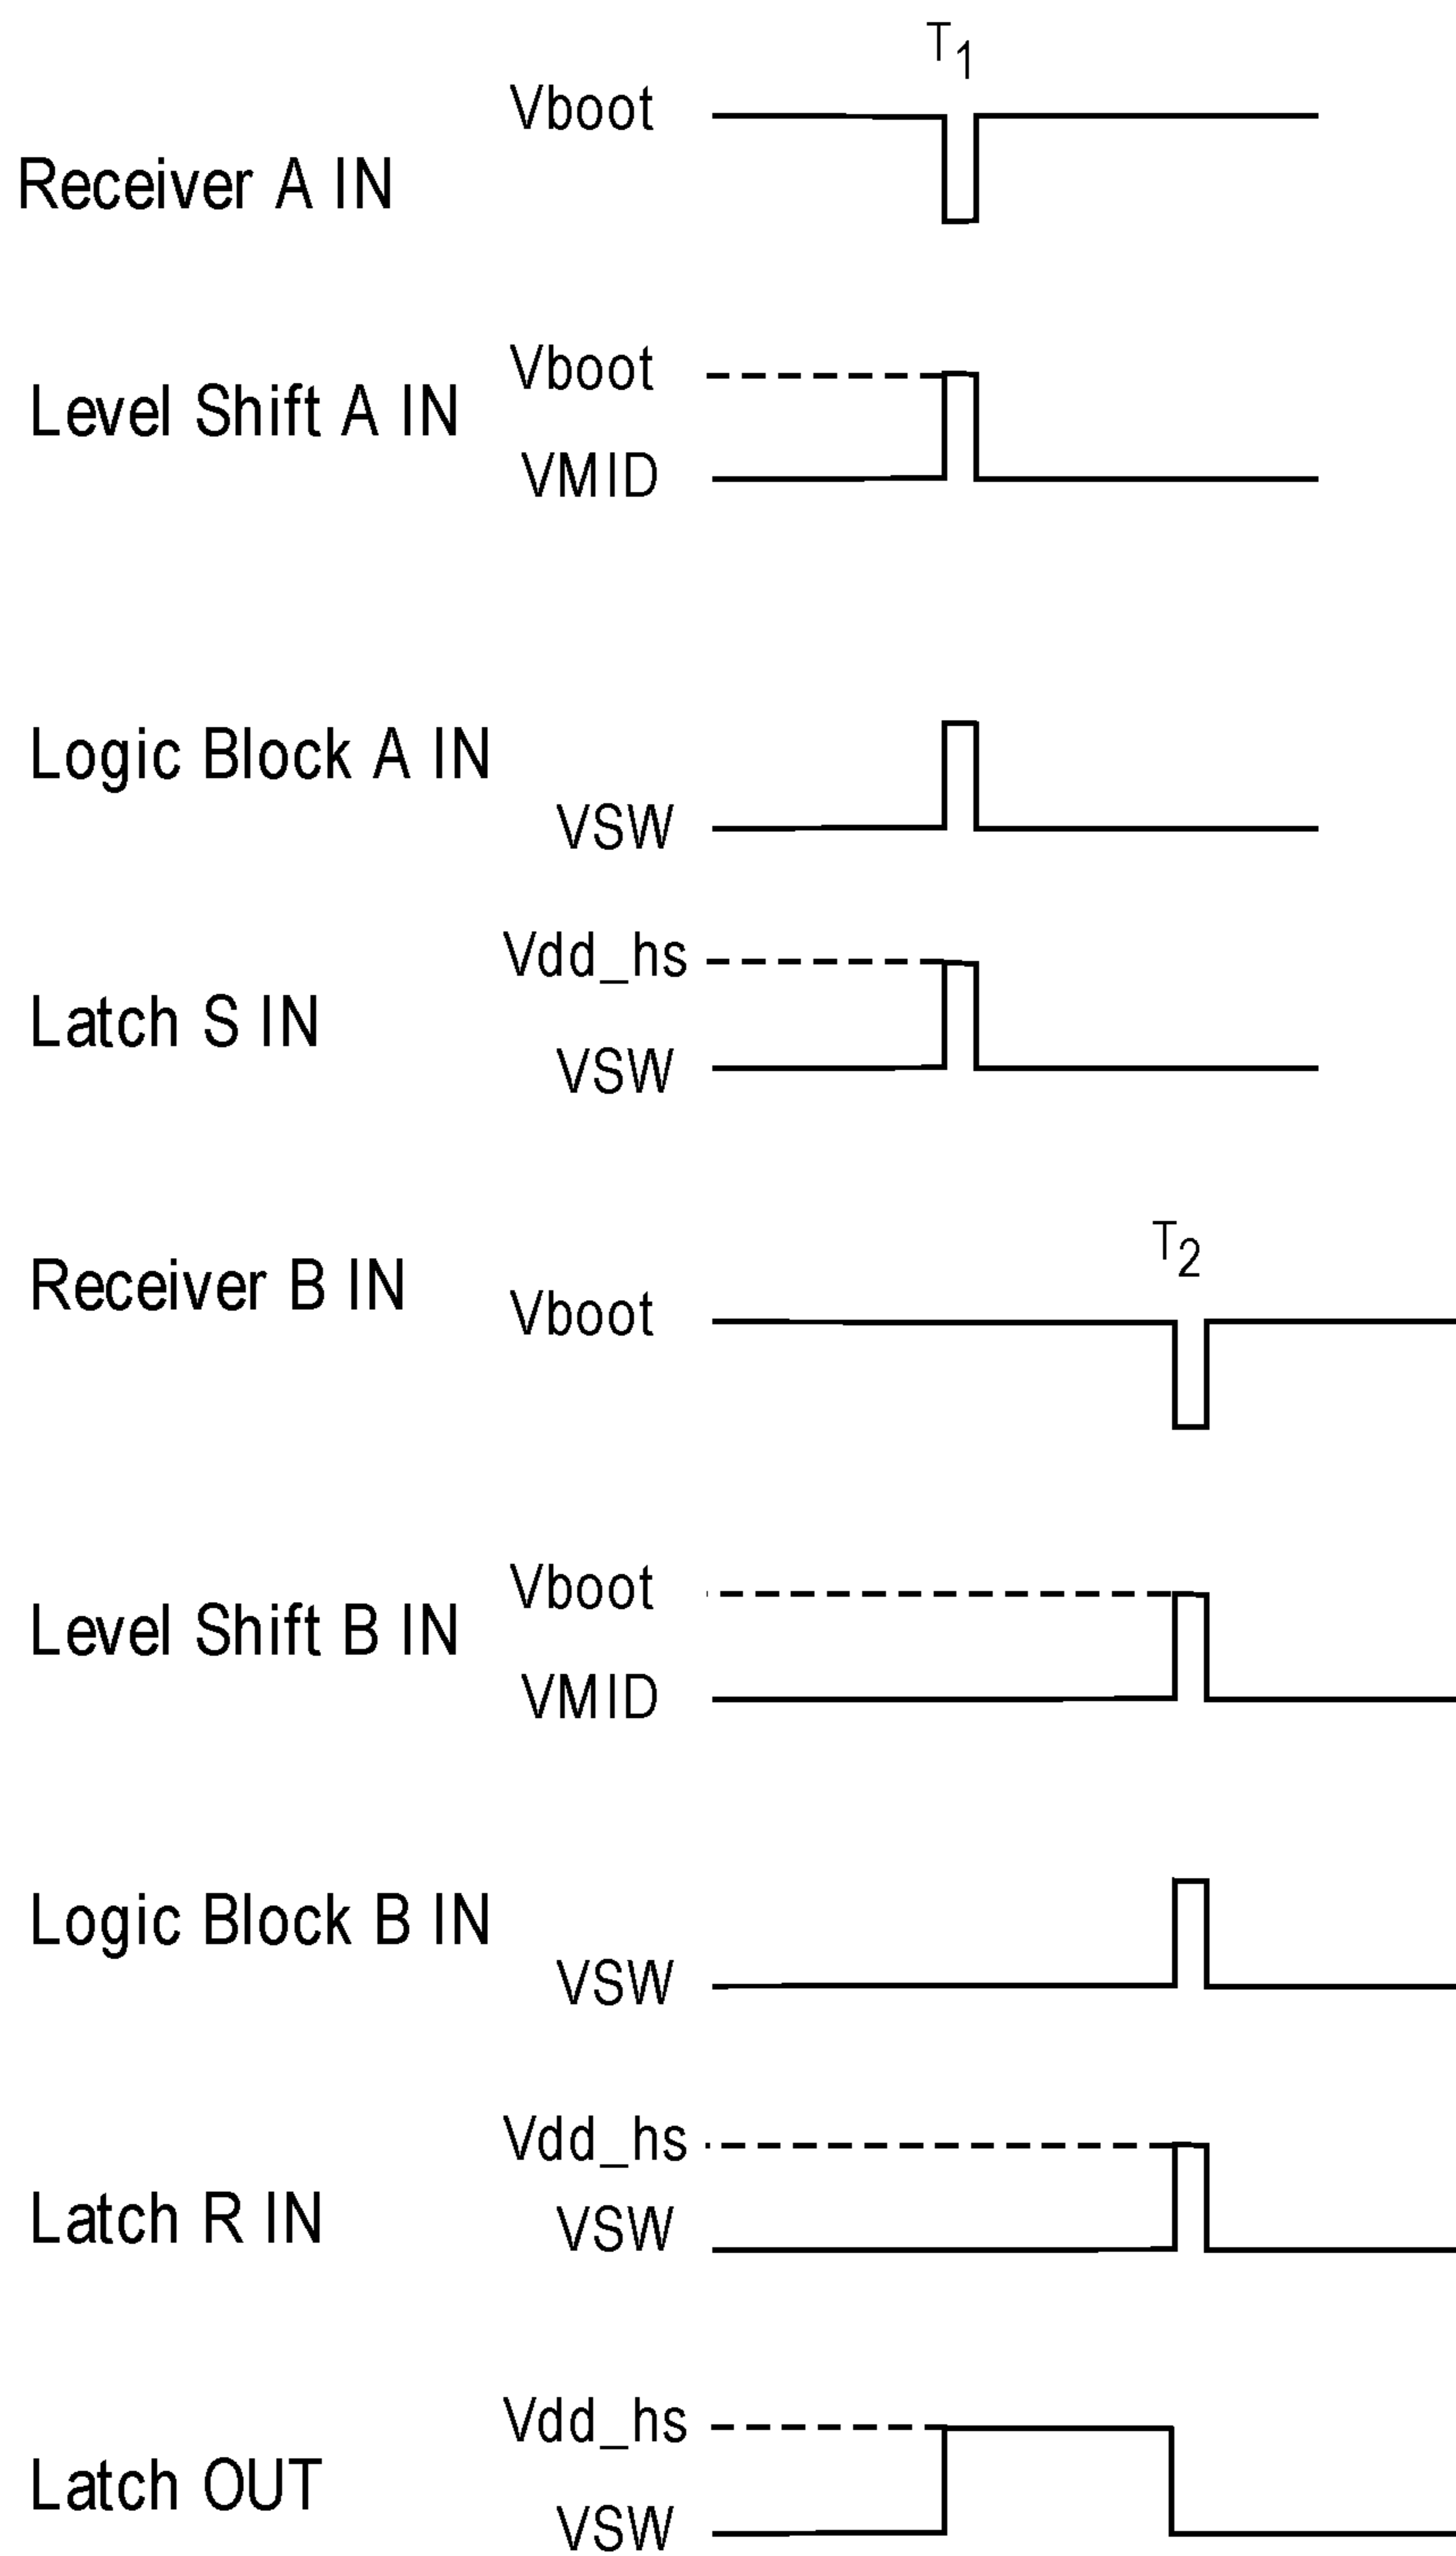 T1
Vboot
Receiver A IN
Vboot
Level Shift A IN
VMID
Logic Block A IN
VSW
Vdd_hs
Latch S IN
VSW
T2
Receiver B IN
Vboot
Vboot
Level Shift B IN
VMID
Logic Block B IN
VSW
Vdd_hs
Latch R IN
VSW
Vdd_hs
Latch OUT
VSW